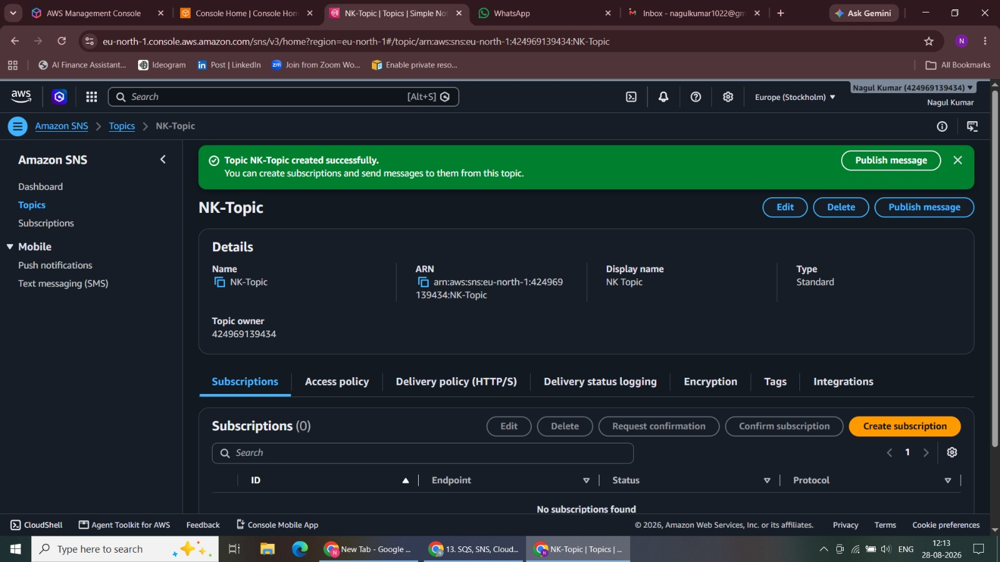 AWS Management Console
Console Home | Console Hom
NK-Topic | Topics | Simple Not
WhatsApp
Inbox - nagulkumar1022@gm
Ask Gemini
eu-north-1.console.aws.amazon.com/sns/v3/home?region=eu-north-1#/topic/arn:aws:sns:eu-north-1:424969139434:NK-Topic
N
AI Finance Assistant...
Ideogram
Post | LinkedIn
Join from Zoom Wo...
Enable private reso...
All Bookmarks
aws
Search
[Alt+S]
Europe (Stockholm)
Nagul Kumar (424969139434)
Nagul Kumar
Amazon SNS
Topics
NK-Topic
Amazon SNS
Dashboard
Topics
Subscriptions
Mobile
Push notifications
Text messaging (SMS)
Topic NK-Topic created successfully.
You can create subscriptions and send messages to them from this topic.
Publish message
NK-Topic
Edit
Delete
Publish message
Details
Name
NK-Topic
ARN
arn:aws:sns:eu-north-1:424969
139434:NK-Topic
Display name
NK Topic
Type
Standard
Topic owner
424969139434
Subscriptions
Access policy
Delivery policy (HTTP/S)
Delivery status logging
Encryption
Tags
Integrations
Subscriptions (0)
Edit
Delete
Request confirmation
Confirm subscription
Create subscription
Search
1
ID
Endpoint
Status
Protocol
No subscriptions found
CloudShell
Agent Toolkit for AWS
Feedback
Console Mobile App
© 2026, Amazon Web Services, Inc. or its affiliates.
Privacy
Terms
Cookie preferences
Type here to search
New Tab - Google ...
13. SQS, SNS, Cloud...
NK-Topic | Topics | ...
ENG
12:13
28-08-2026